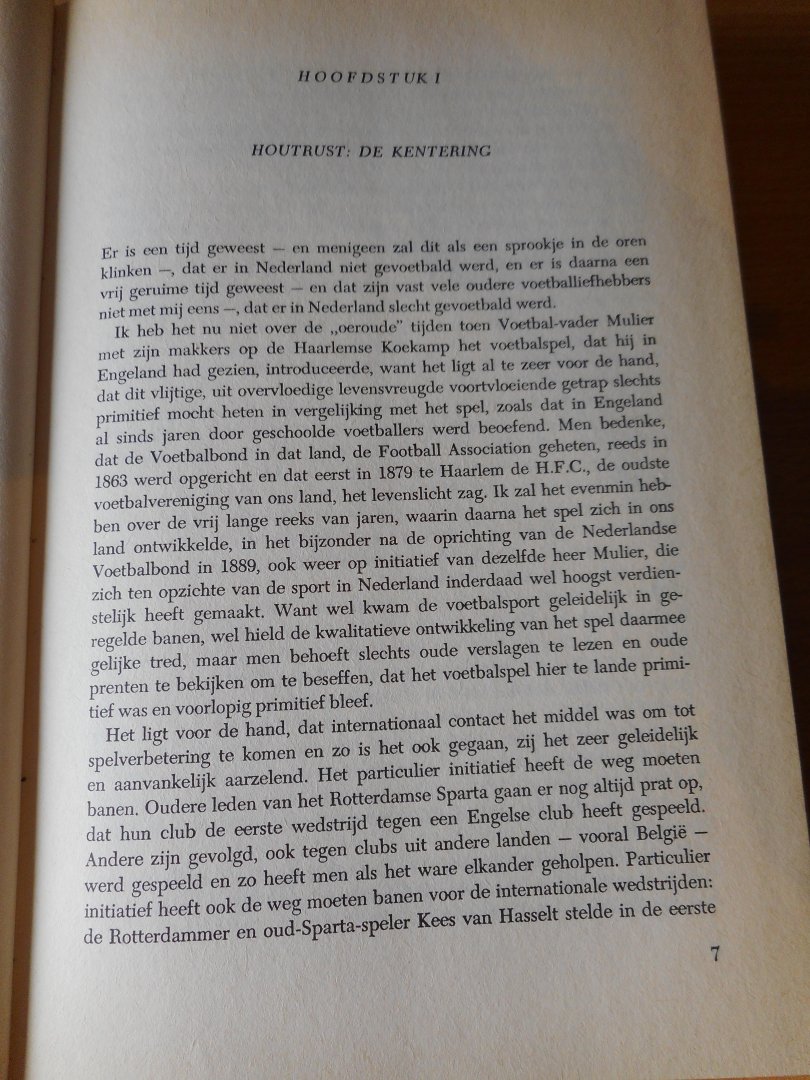 HOOFDSTUK I
HOUTRUST: DE KENTERING
Er is een tijd geweest — en menigeen zal dit als een sprookje in de oren
klinken —, dat er in Nederland niet gevoetbald werd, en er is daarna een
vrij geruime tijd geweest — en dat zijn vast vele oudere voetballiefhebbers
niet met mij eens —, dat er in Nederland slecht gevoetbald werd.
Ik heb het nu niet over de „oeroude” tijden toen Voetbal-vader Mulier
met zijn makkers op de Haarlemse Koekamp het voetbalspel, dat hij in
Engeland had gezien, introduceerde, want het ligt al te zeer voor de hand,
dat dit vlijtige, uit overvloedige levensvreugde voortvloeiende getrap slechts
primitief mocht heten in vergelijking met het spel, zoals dat in Engeland
al sinds jaren door geschoolde voetballers werd beoefend. Men bedenke,
dat de Voetbalbond in dat land, de Football Association geheten, reeds in
1863 werd opgericht en dat eerst in 1879 te Haarlem de H.F.C., de oudste
voetbalvereniging van ons land, het levenslicht zag. Ik zal het evenmin heb-
ben over de vrij lange reeks van jaren, waarin daarna het spel zich in ons
land ontwikkelde, in het bijzonder na de oprichting van de Nederlandse
Voetbalbond in 1889, ook weer op initiatief van dezelfde heer Mulier, die
zich ten opzichte van de sport in Nederland inderdaad wel hoogst verdien-
stelijk heeft gemaakt. Want wel kwam de voetbalsport geleidelijk in ge-
regelde banen, wel hield de kwalitatieve ontwikkeling van het spel daarmee
gelijke tred, maar men behoeft slechts oude verslagen te lezen en oude
prenten te bekijken om te beseffen, dat het voetbalspel hier te lande primi-
tief was en voorlopig primitief bleef.
Het ligt voor de hand, dat internationaal contact het middel was om tot
spelverbetering te komen en zo is het ook gegaan, zij het zeer geleidelijk
en aanvankelijk aarzelend. Het particulier initiatief heeft de weg moeten
banen. Oudere leden van het Rotterdamse Sparta gaan er nog altijd prat op,
dat hun club de eerste wedstrijd tegen een Engelse club heeft gespeeld.
Andere zijn gevolgd, ook tegen clubs uit andere landen — vooral België —
werd gespeeld en zo heeft men als het ware elkander geholpen. Particulier
initiatief heeft ook de weg moeten banen voor de internationale wedstrijden:
de Rotterdammer en oud-Sparta-speler Kees van Hasselt stelde in de eerste
7